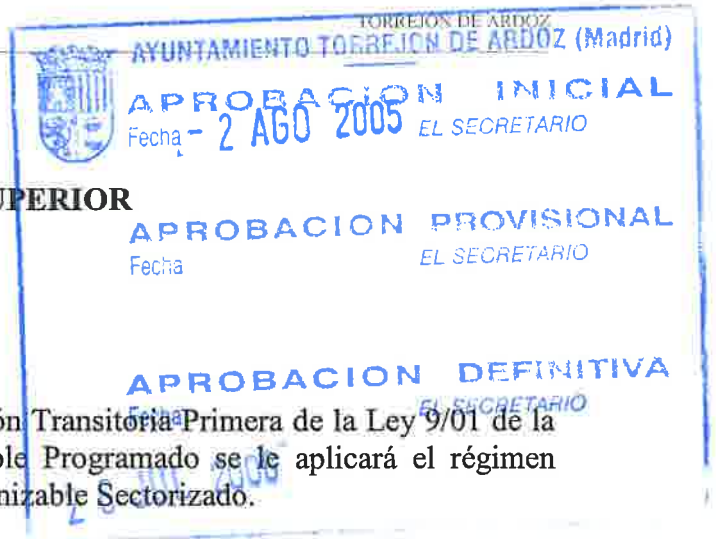 TORREJON DE ARDOZ
AYUNTAMIENTO TORREJON DE ARDOZ (Madrid)
APROBACION INICIAL
Fecha - 2 AGO 2005 EL SECRETARIO
UPERIOR
APROBACION PROVISIONAL
Fecha EL SECRETARIO
APROBACION DEFINITIVA
Fecha EL SECRETARIO
ón Transitoria Primera de la Ley 9/01 de la
ble Programado se le aplicará el régimen
nizable Sectorizado.